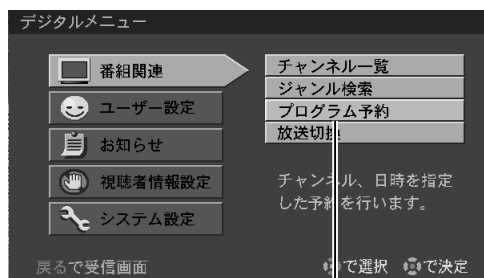 デジタルメニュー
番組関連
ユーザー設定
お知らせ
視聴者情報設定
システム設定
チャンネル一覧
ジャンル検索
プログラム予約
放送切換
チャンネル、日時を指定
した予約を行います。
戻るで受信画面
で選択 で決定